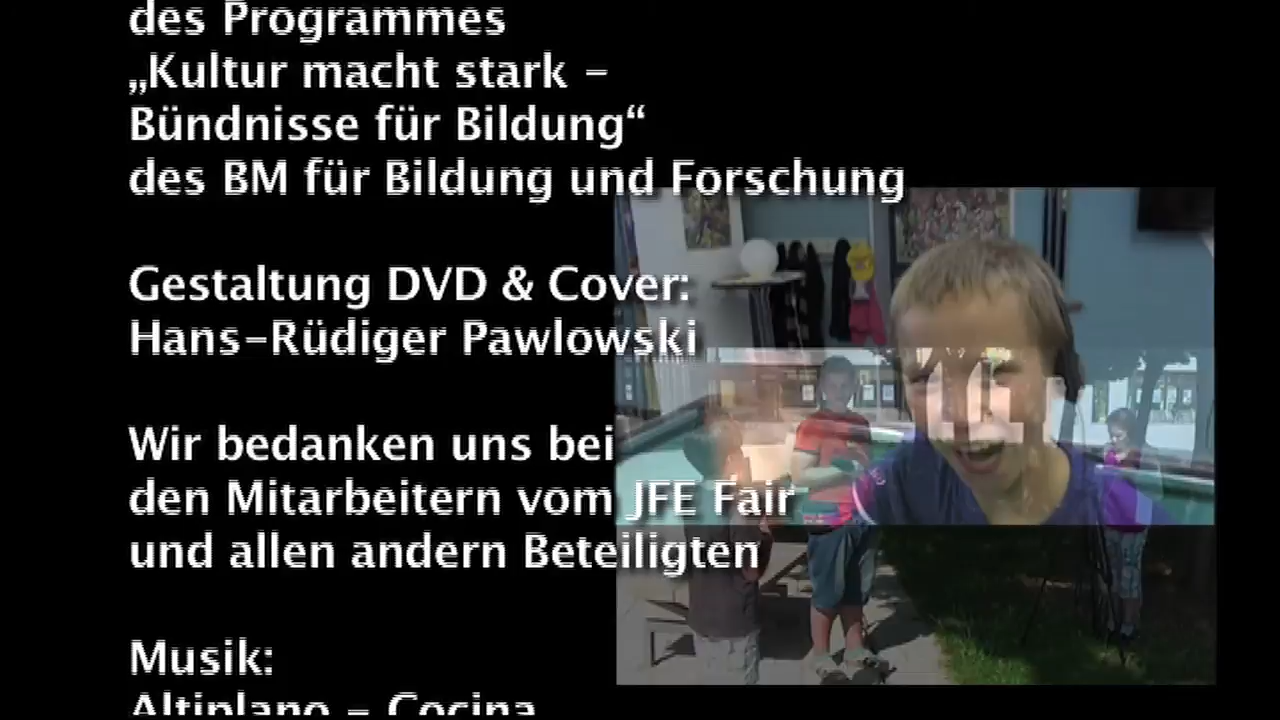 des Programmes
„Kultur macht stark –
Bündnisse für Bildung“
des BM für Bildung und Forschung
Gestaltung DVD & Cover:
Hans-Rüdiger Pawlowski
Wir bedanken uns bei
den Mitarbeitern vom JFE Fair
und allen andern Beteiligten
Musik:
Altiplano – Cocina